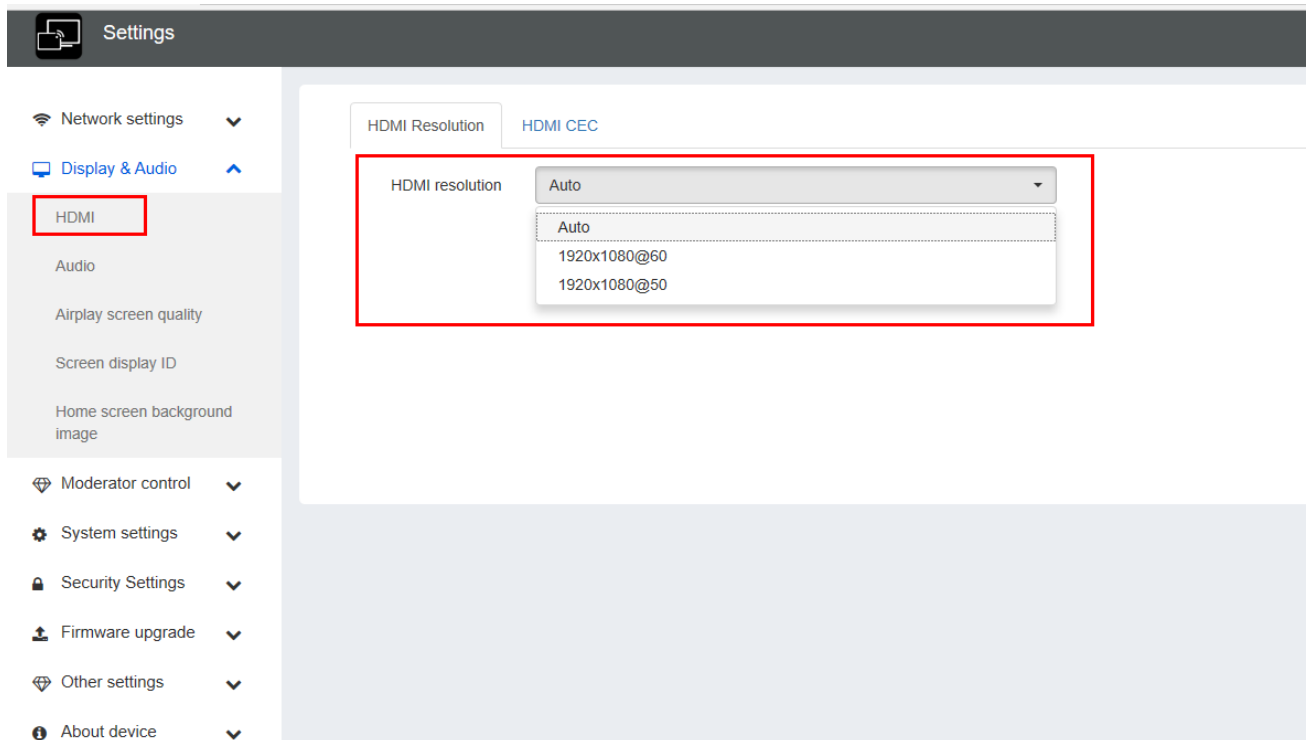 Settings
Network settings
Display & Audio
HDMI
Audio
Airplay screen quality
Screen display ID
Home screen background
image
Moderator control
System settings
Security Settings
Firmware upgrade
Other settings
About device
HDMI Resolution
HDMI CEC
HDMI resolution
Auto
Auto
1920x1080@60
1920x1080@50